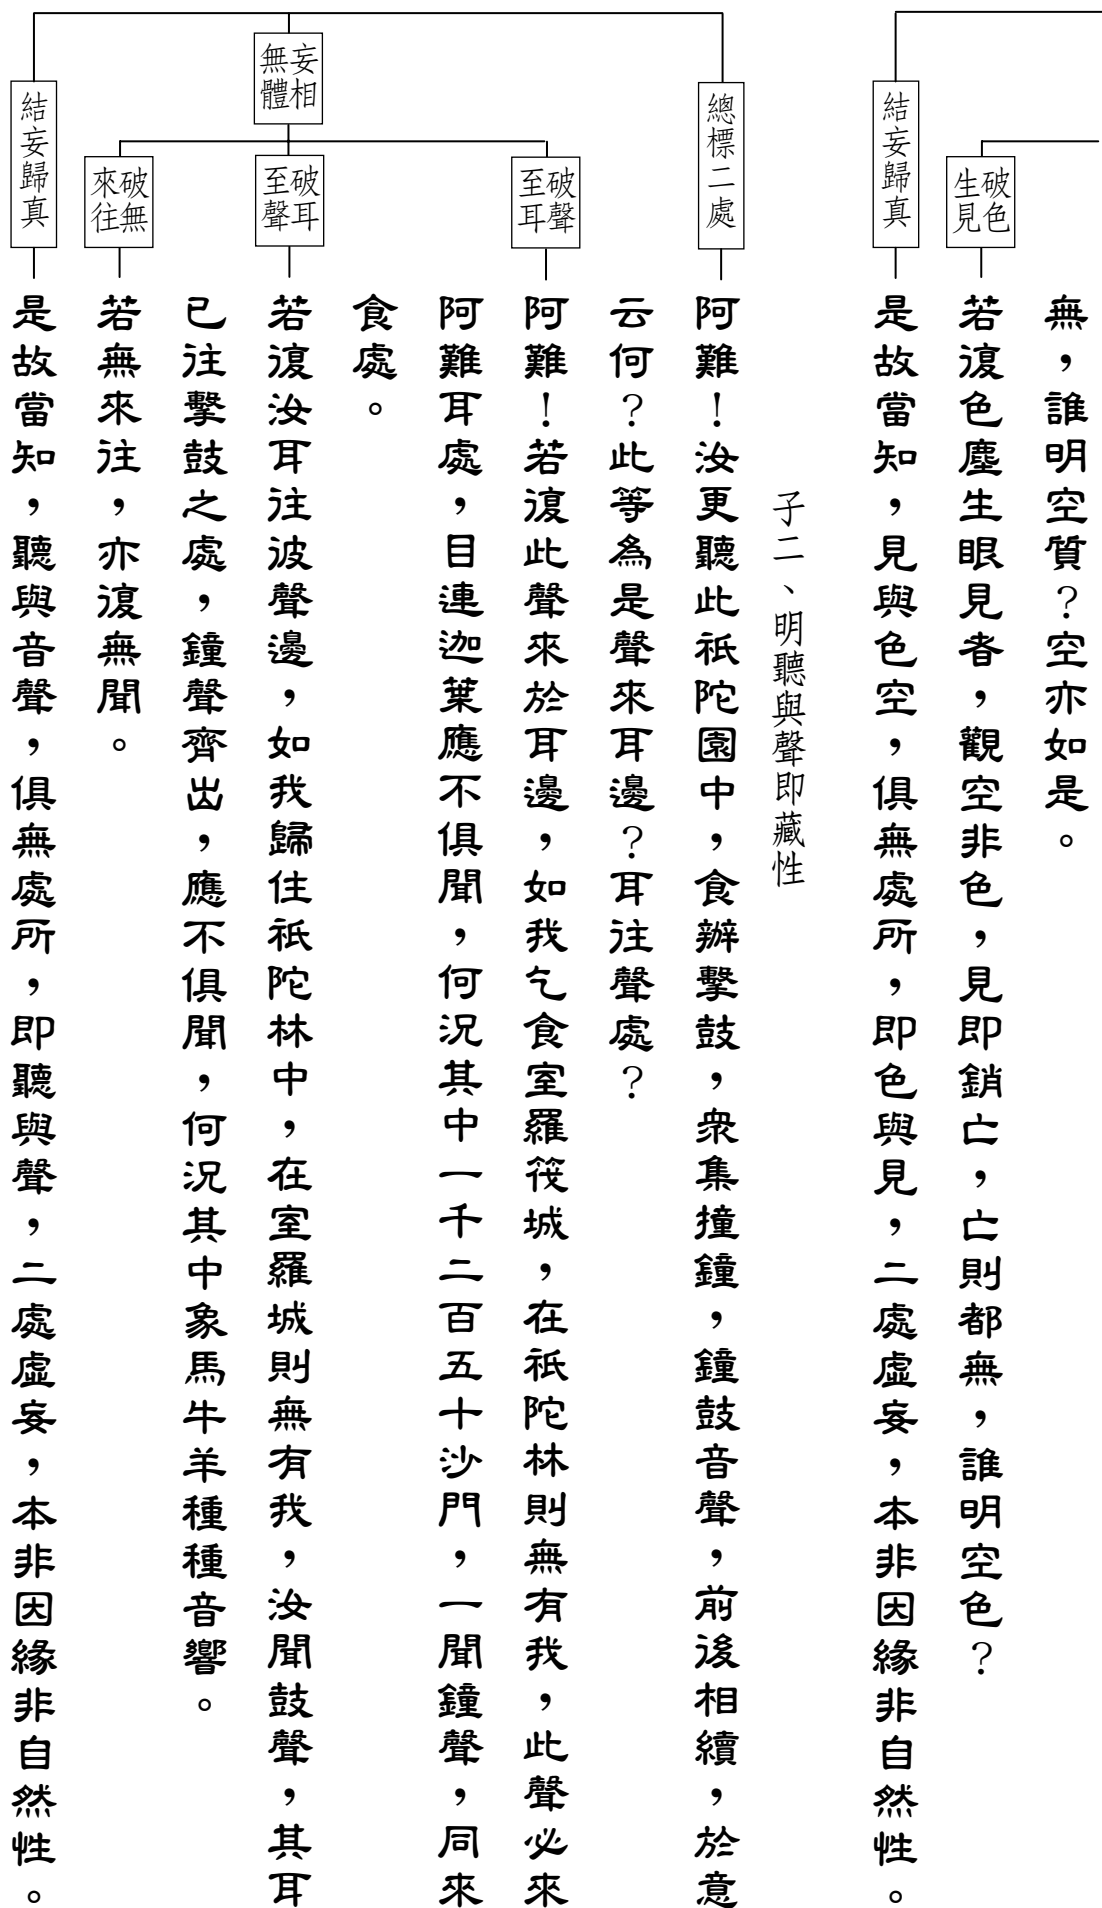 無，誰明空質？空亦如是。
破色
生見
若復色塵生眼見者，觀空非色，見即銷亡，亡則都無，誰明空色？
結妄歸真
是故當知，見與色空，俱無處所，即色與見，二處虛妄，本非因緣非自然性。
子二、明聽與聲即藏性
總標二處
阿難！汝更聽此祇陀園中，食辦擊鼓，眾集撞鐘，鐘鼓音聲，前後相續，於意
云何？此等為是聲來耳邊？耳往聲處？
妄相
無體
破聲
至耳
阿難！若復此聲來於耳邊，如我乞食室羅筏城，在祇陀林則無有我，此聲必來
阿難耳處，目連迦葉應不俱聞，何況其中一千二百五十沙門，一聞鐘聲，同來
食處。
破耳
至聲
若復汝耳往彼聲邊，如我歸住祇陀林中，在室羅城則無有我，汝聞鼓聲，其耳
已往擊鼓之處，鐘聲齊出，應不俱聞，何況其中象馬牛羊種種音響。
破無
來往
若無來往，亦復無聞。
結妄歸真
是故當知，聽與音聲，俱無處所，即聽與聲，二處虛妄，本非因緣非自然性。